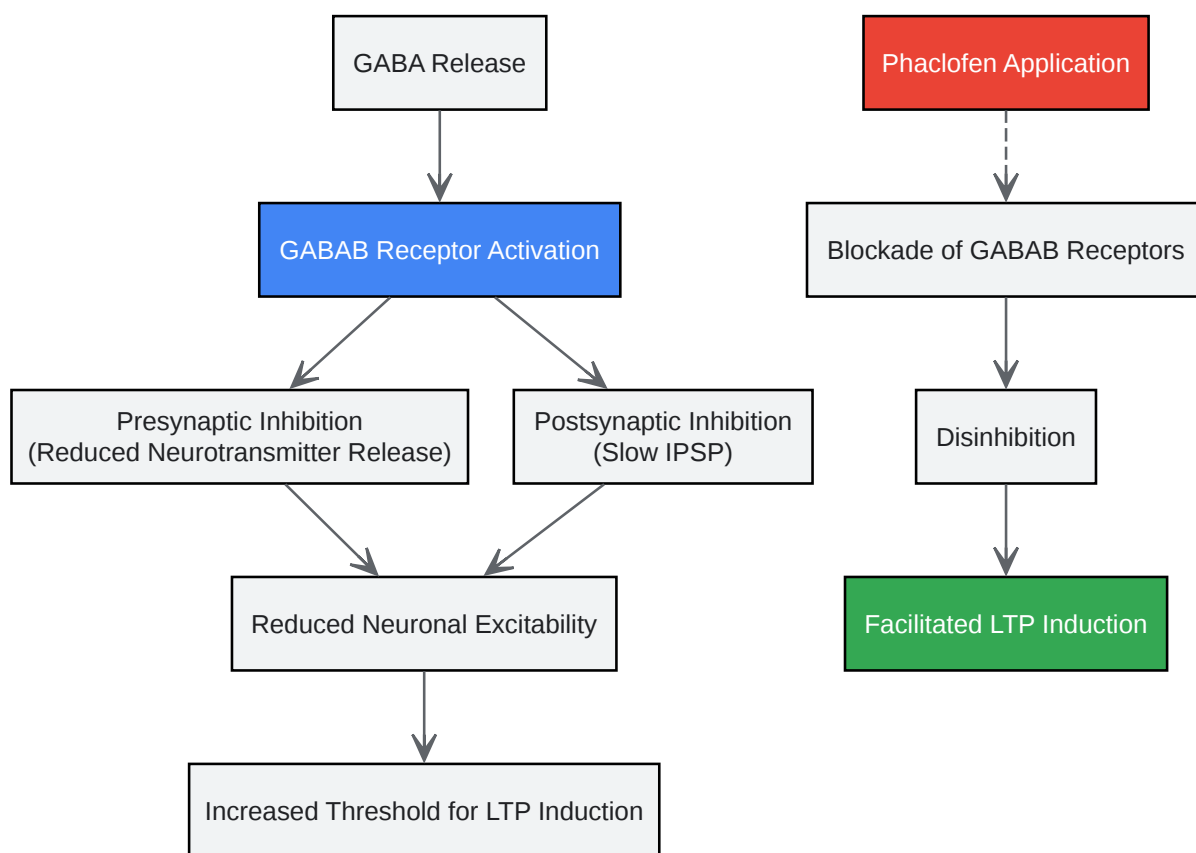 GABA Release
Phaclofen Application
GABAB Receptor Activation
Blockade of GABAB Receptors
Presynaptic Inhibition
(Reduced Neurotransmitter Release)
Postsynaptic Inhibition
(Slow IPSP)
Disinhibition
Reduced Neuronal Excitability
Facilitated LTP Induction
Increased Threshold for LTP Induction